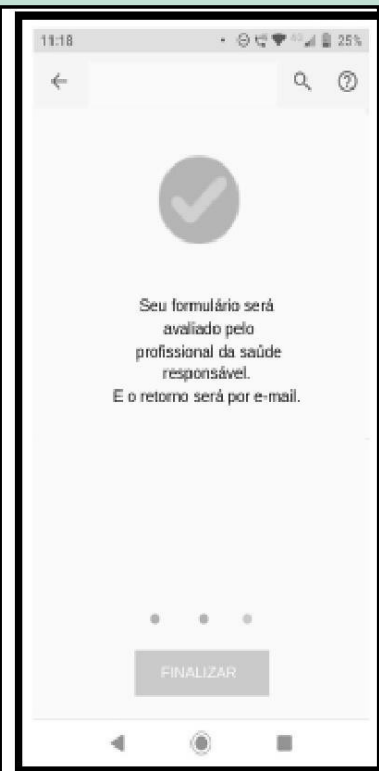 11:18 25%
Seu formulário será
avaliado pelo
profissional da saúde
responsável.
E o retorno será por e-mail.
FINALIZAR